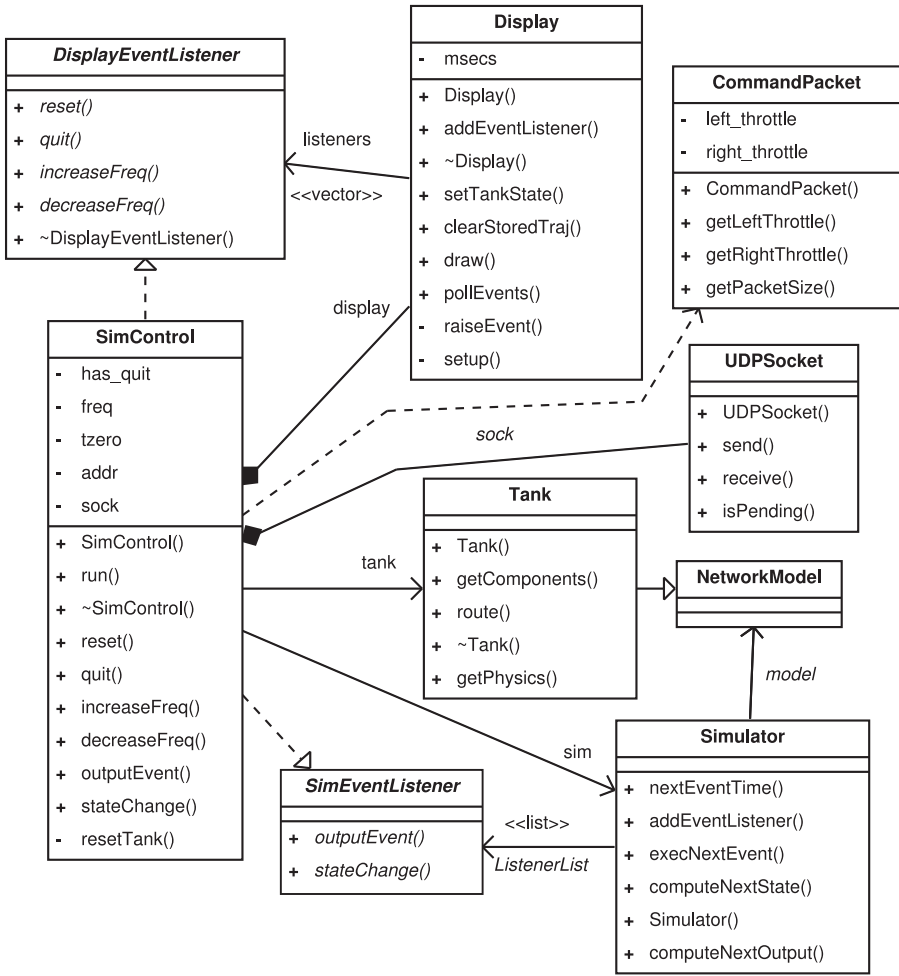 DisplayEventListener
+ reset()
+ quit()
+ increaseFreq()
+ decreaseFreq()
+ ~DisplayEventListener()
listeners
<<vector>>
Display
- msecs
+ Display()
+ addEventListener()
+ ~Display()
+ setTankState()
+ clearStoredTraj()
+ draw()
+ pollEvents()
- raiseEvent()
- setup()
CommandPacket
- left_throttle
- right_throttle
+ CommandPacket()
+ getLeftThrottle()
+ getRightThrottle()
+ getPacketSize()
display
SimControl
- has_quit
- freq
- tzero
- addr
- sock
+ SimControl()
+ run()
+ ~SimControl()
+ reset()
+ quit()
+ increaseFreq()
+ decreaseFreq()
+ outputEvent()
+ stateChange()
- resetTank()
sock
UDPSocket
+ UDPSocket()
+ send()
+ receive()
+ isPending()
tank
Tank
+ Tank()
+ getComponents()
+ route()
+ ~Tank()
+ getPhysics()
NetworkModel
model
sim
SimEventListener
+ outputEvent()
+ stateChange()
<<list>>
ListenerList
Simulator
+ nextEventTime()
+ addEventListener()
+ execNextEvent()
+ computeNextState()
+ Simulator()
+ computeNextOutput()